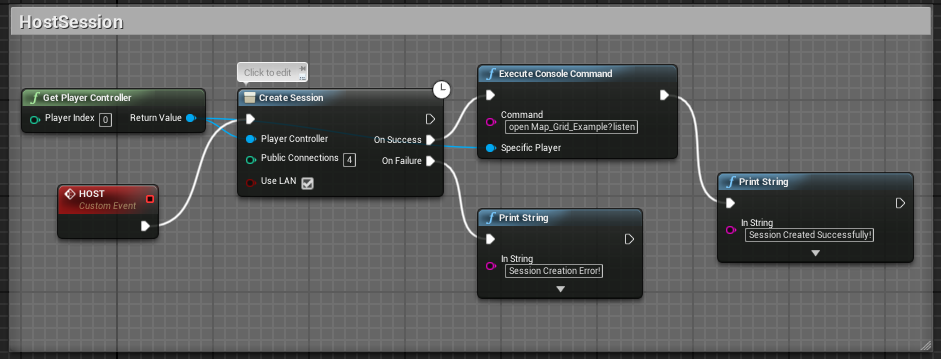 HostSession
Click to edit
Get Player Controller
Player Index 0
Return Value
Create Session
Player Controller
On Success
Public Connections 4
On Failure
Use LAN
Execute Console Command
Command
open Map_Grid_Example?listen
Specific Player
HOST
Custom Event
Print String
In String
Session Creation Error!
Print String
In String
Session Created Successfully!